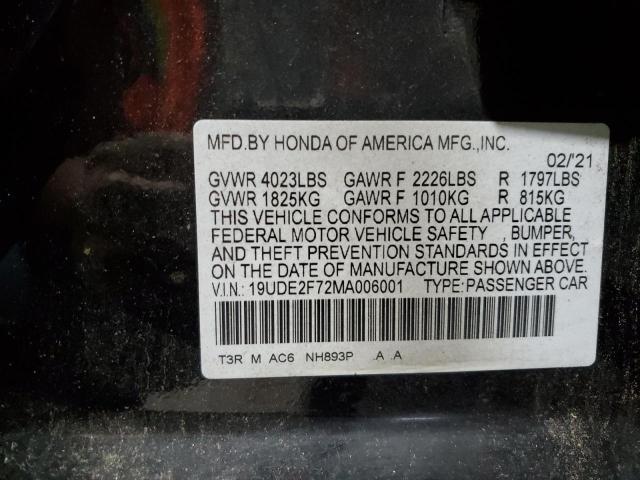 MFD.BY HONDA OF AMERICA MFG.,INC.
02/'21
GVWR 4023LBS GAWR F 2226LBS R 1797LBS
GVWR 1825KG GAWR F 1010KG R 815KG
THIS VEHICLE CONFORMS TO ALL APPLICABLE
FEDERAL MOTOR VEHICLE SAFETY , BUMPER,
AND THEFT PREVENTION STANDARDS IN EFFECT
ON THE DATE OF MANUFACTURE SHOWN ABOVE.
V.I.N.: 19UDE2F72MA006001 TYPE:PASSENGER CAR
T3R M AC6 NH893P .A .A